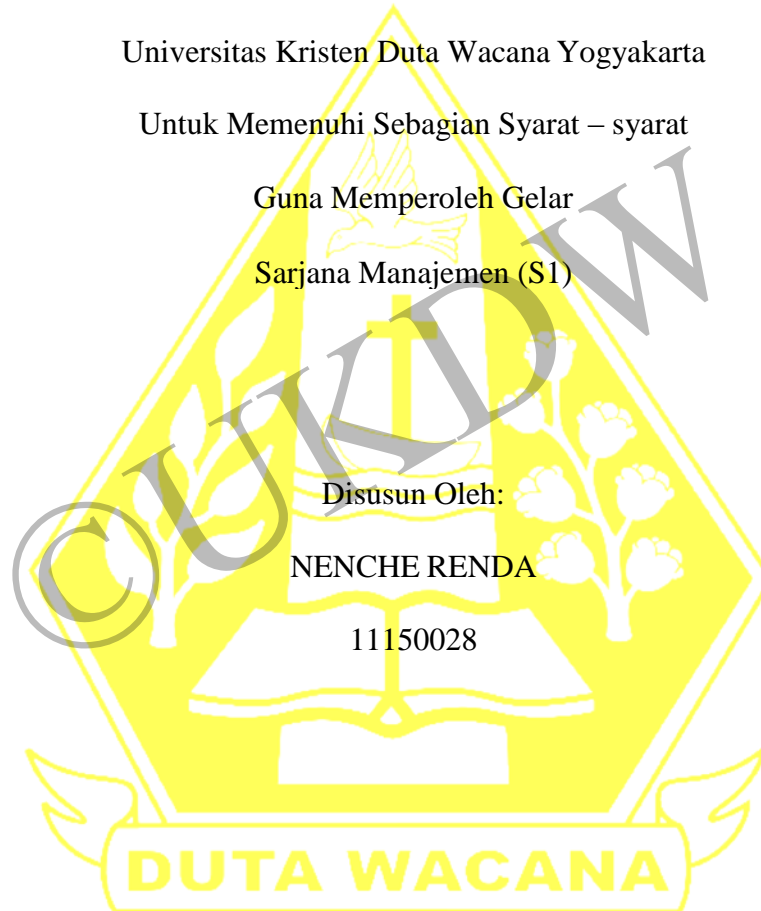 Universitas Kristen Duta Wacana Yogyakarta
Untuk Memenuhi Sebagian Syarat – syarat
Guna Memperoleh Gelar
Sarjana Manajemen (S1)
©UKDW
Disusun Oleh:
NENCHE RENDA
11150028
DUTA WACANA